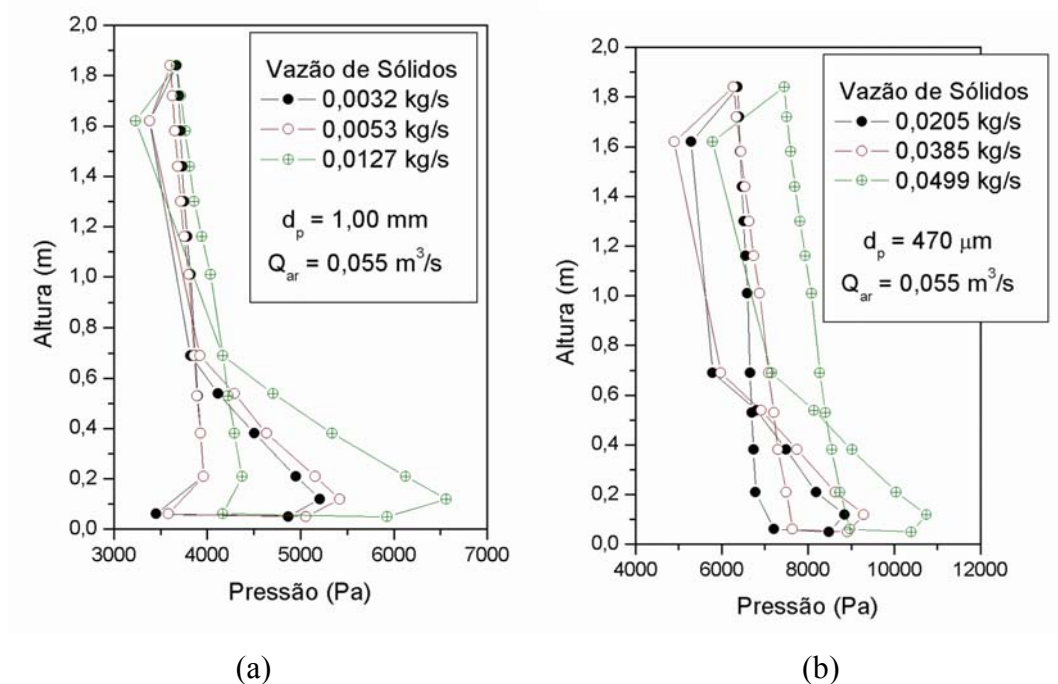 2,0
1,8
1,6
1,4
1,2
1,0
0,8
0,6
0,4
0,2
0,0
Altura (m)
3000 4000 5000 6000 7000
Pressão (Pa)
Vazão de Sólidos
0,0032 kg/s
0,0053 kg/s
0,0127 kg/s
dp = 1,00 mm
Qar = 0,055 m³/s
(a)
2,0
1,8
1,6
1,4
1,2
1,0
0,8
0,6
0,4
0,2
0,0
Altura (m)
4000 6000 8000 10000 12000
Pressão (Pa)
Vazão de Sólidos
0,0205 kg/s
0,0385 kg/s
0,0499 kg/s
dp = 470 μm
Qar = 0,055 m³/s
(b)